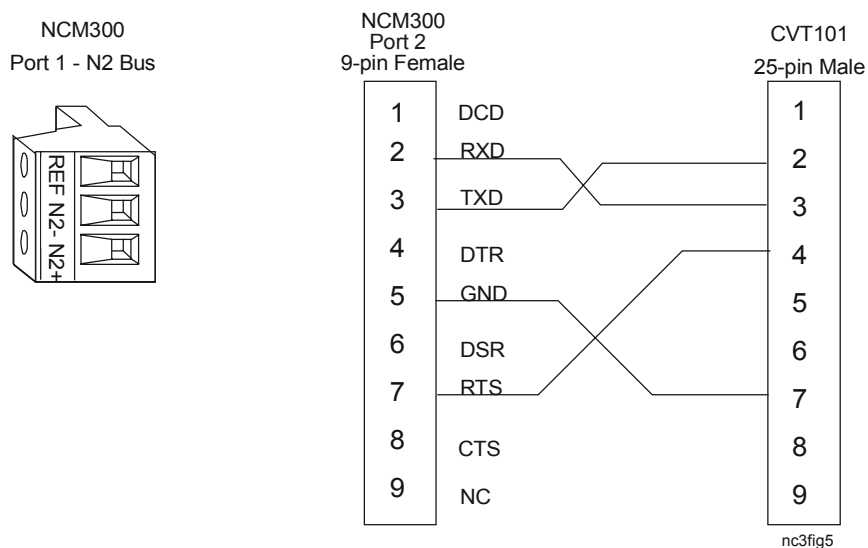 NCM300
Port 1 - N2 Bus
REF N2- N2+
NCM300
Port 2
9-pin Female
1 DCD
2 RXD
3 TXD
4 DTR
5 GND
6 DSR
7 RTS
8 CTS
9 NC
CVT101
25-pin Male
1
2
3
4
5
6
7
8
9
nc3fig5